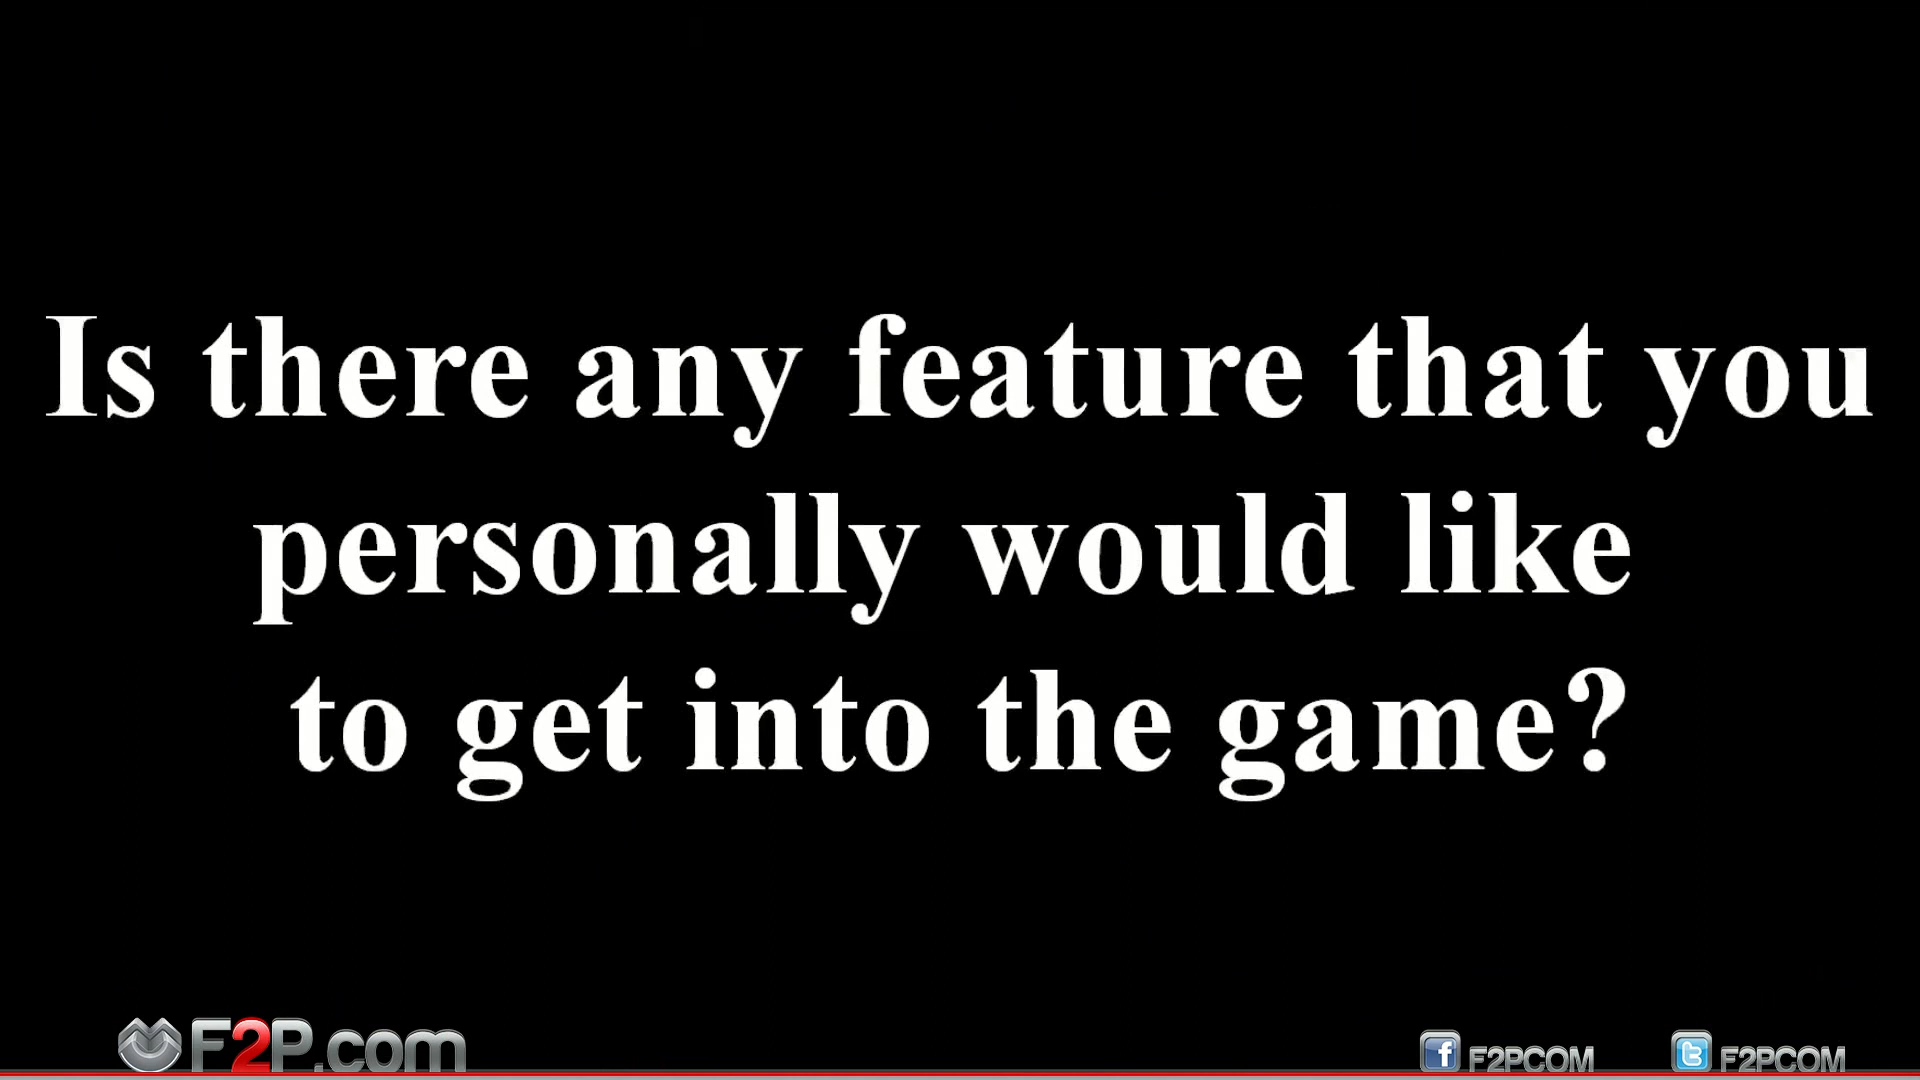 Is there any feature that you
personally would like
to get into the game?
F2P.com
F2PCOM
F2PCOM